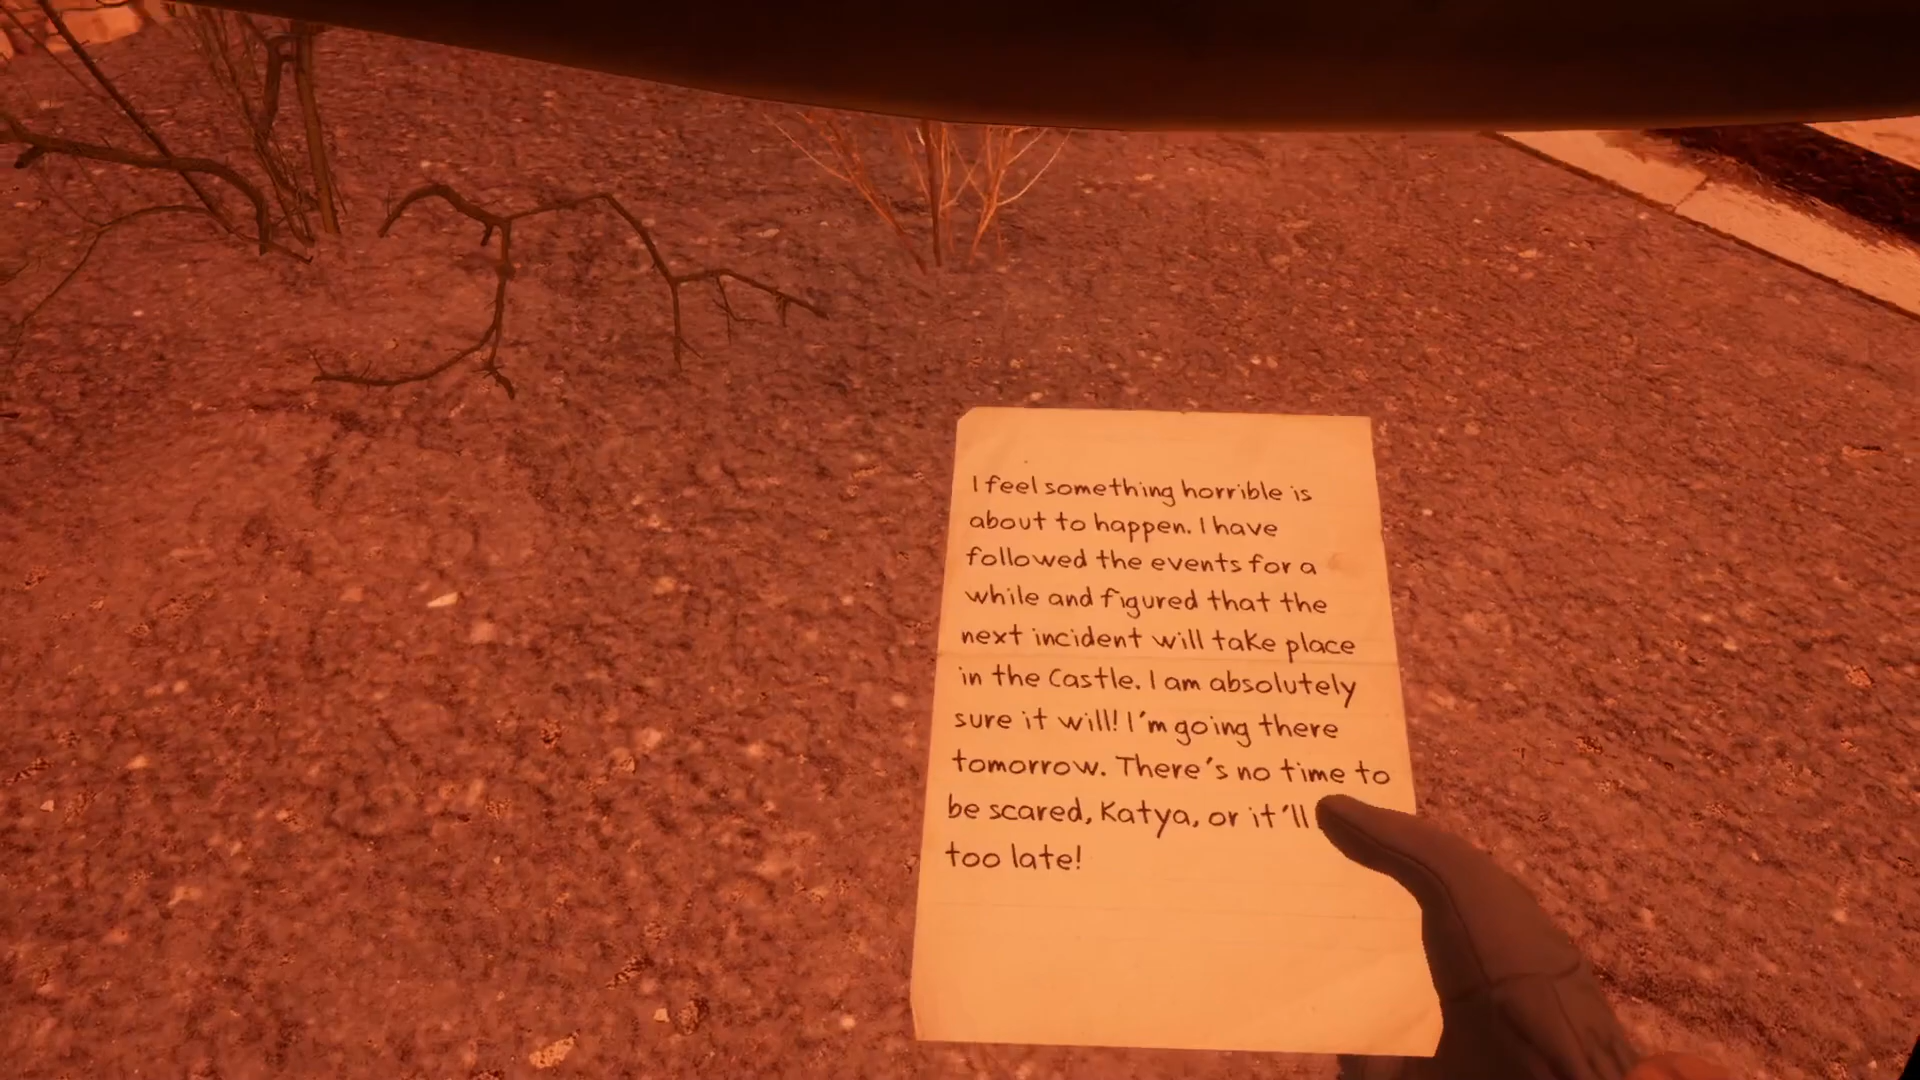 I feel something horrible is
about to happen. I have
followed the events for a
while and figured that the
next incident will take place
in the Castle. I am absolutely
sure it will! I'm going there
tomorrow. There's no time to
be scared, Katya, or it'll
too late!